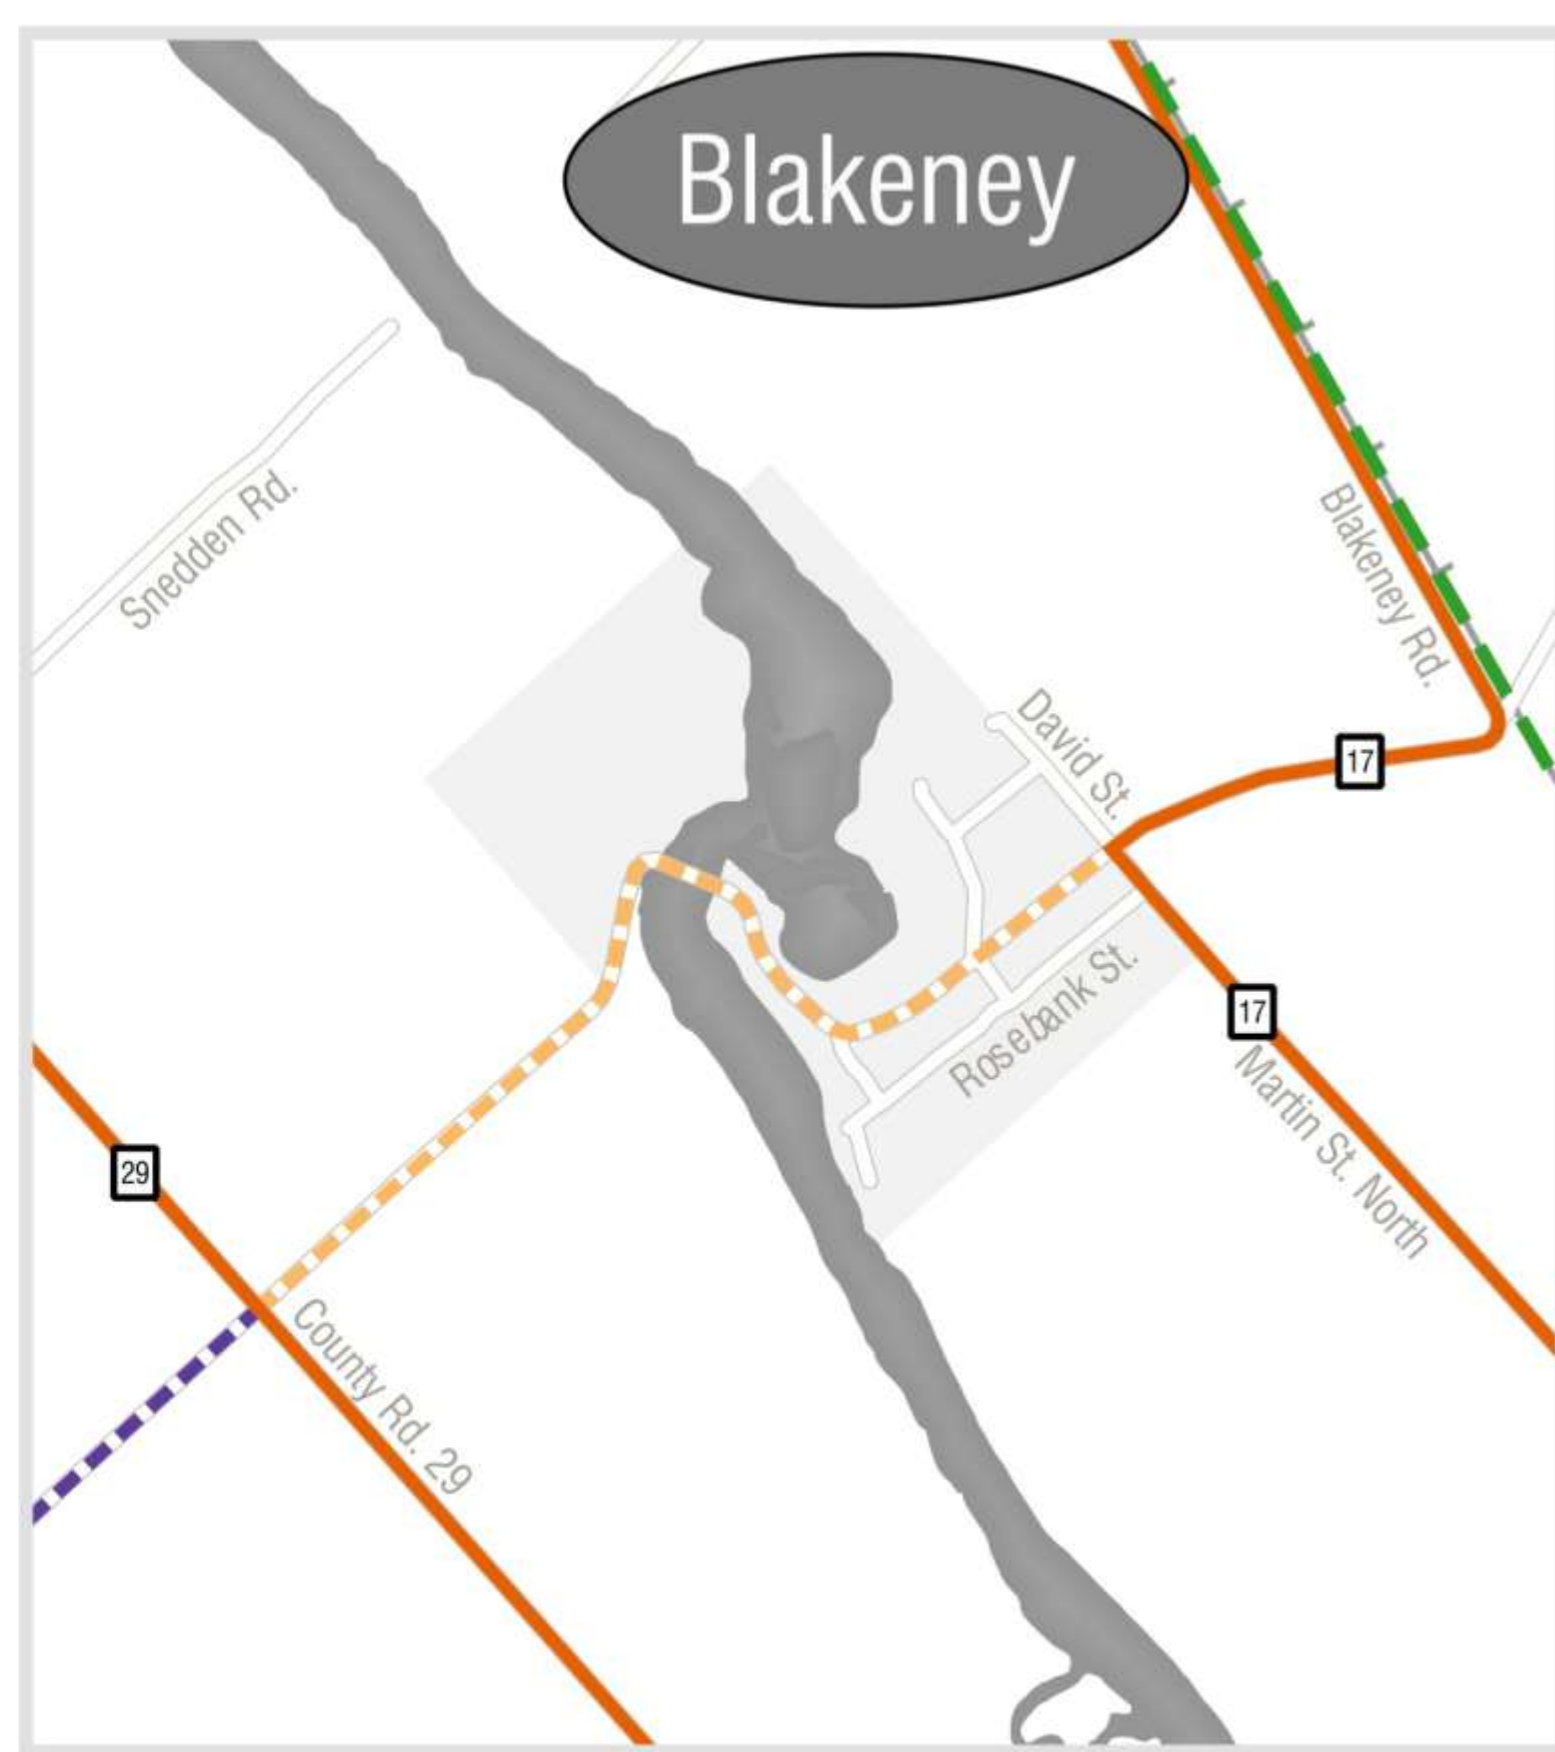 Blakeney
Snedden Rd.
Blakeney Rd.
David St.
17
Rosebank St.
17
Martin St. North
29
County Rd. 29